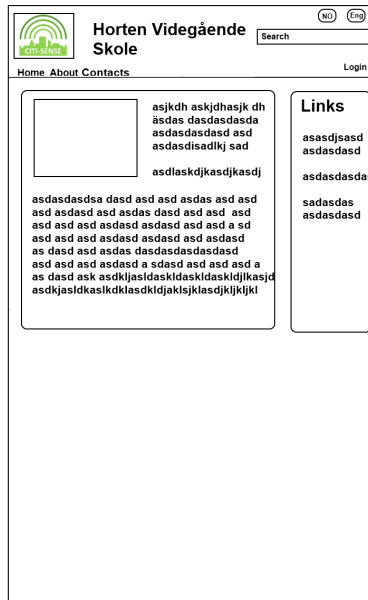 CITI-SENSE
Horten Videgående
Skole
NO
Eng
Search
Login
Home About Contacts
asjkdh askjdhasjk dh
äsdas dasdasdasda
asdasdasdasd asd
asdasdisadlkj sad
asdlaskdjkasdjkasdj
asdasdasdsa dasd asd asd asdas asd asd
asd asdasd asd asdas dasd asd asd asd
asd asd asd asdasd asdasd asd asd a sd
asd asd asd asdasd asdasd asd asdasd
as dasd asd asdas dasdasdasdasdasd
asd asd asd asdasd a sdasd asd asd asd a
as dasd ask asdkljasldaskldaskldaskldjlkasjd
asdkjasldkaslkdklasdkldjaklsjklasdjkljkljkl
Links
asasdjsasd
asdasdasd
asdasdasdas
sadasdas
asdasdasd